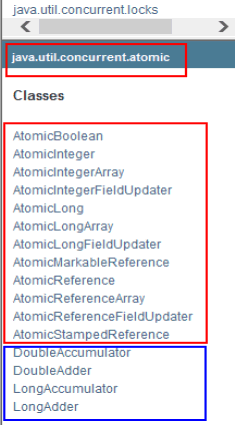 java.util.concurrent.locks
java.util.concurrent.atomic
Classes
AtomicBoolean
AtomicInteger
AtomicIntegerArray
AtomicIntegerFieldUpdater
AtomicLong
AtomicLongArray
AtomicLongFieldUpdater
AtomicMarkableReference
AtomicReference
AtomicReferenceArray
AtomicReferenceFieldUpdater
AtomicStampedReference
DoubleAccumulator
DoubleAdder
LongAccumulator
LongAdder